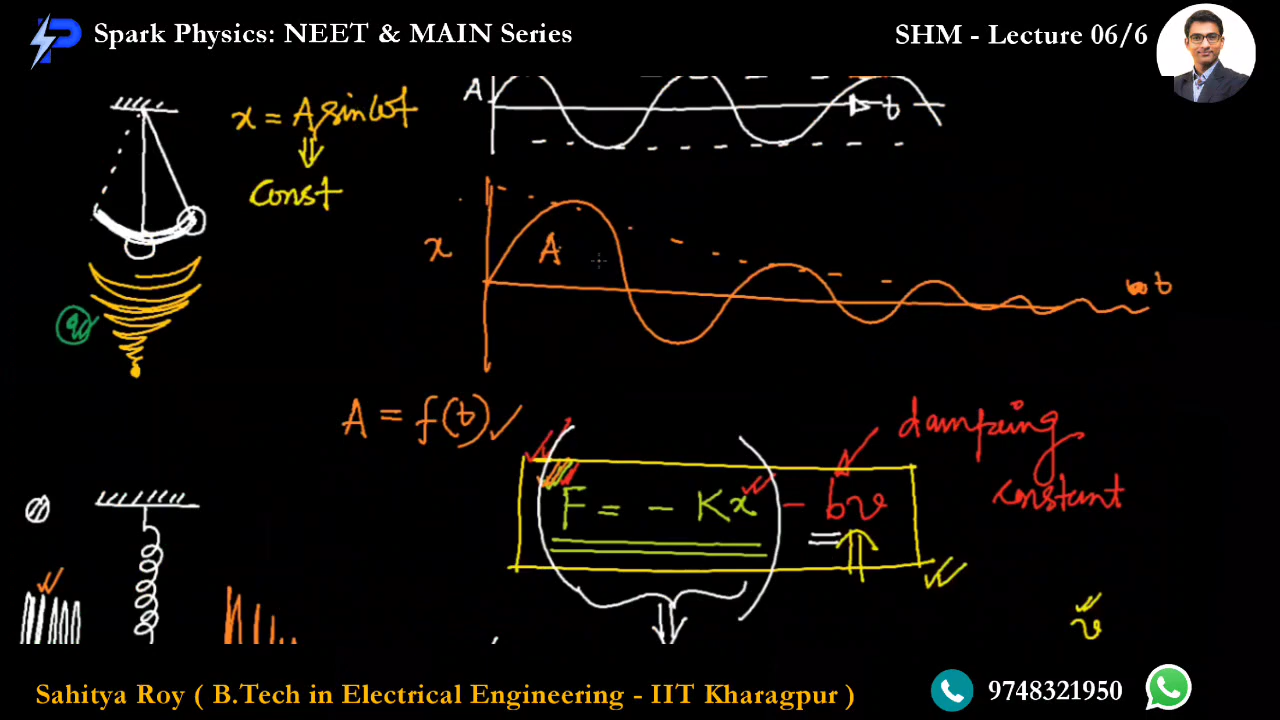 Spark Physics: NEET & MAIN Series
SHM - Lecture 06/6
x = A sin ωt
⇓
Const
A
t
x
A
t
A = f(t) ✓
damping
constant
F = - Kx - bv
v
Sahitya Roy ( B.Tech in Electrical Engineering - IIT Kharagpur )
9748321950